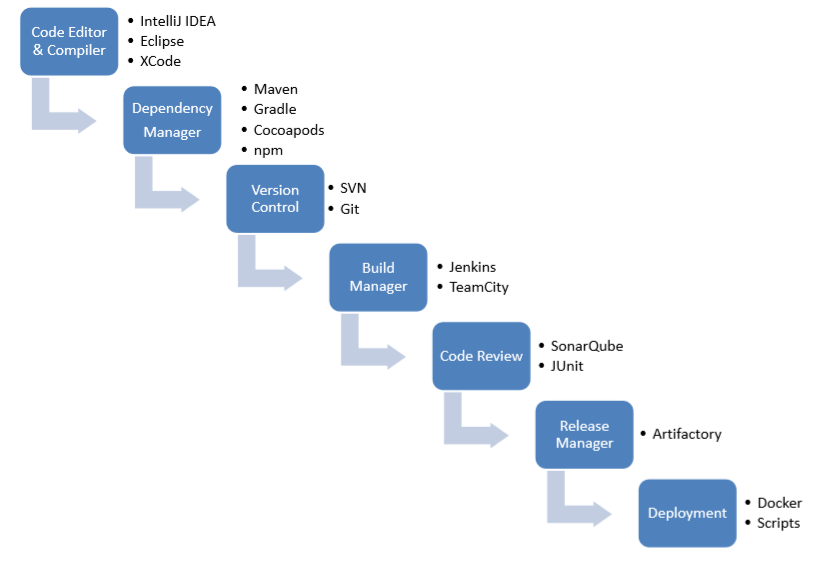 Code Editor
& Compiler
• IntelliJ IDEA
• Eclipse
• XCode
Dependency
Manager
• Maven
• Gradle
• Cocoapods
• npm
Version
Control
• SVN
• Git
Build
Manager
• Jenkins
• TeamCity
Code Review
• SonarQube
• JUnit
Release
Manager
• Artifactory
Deployment
• Docker
• Scripts